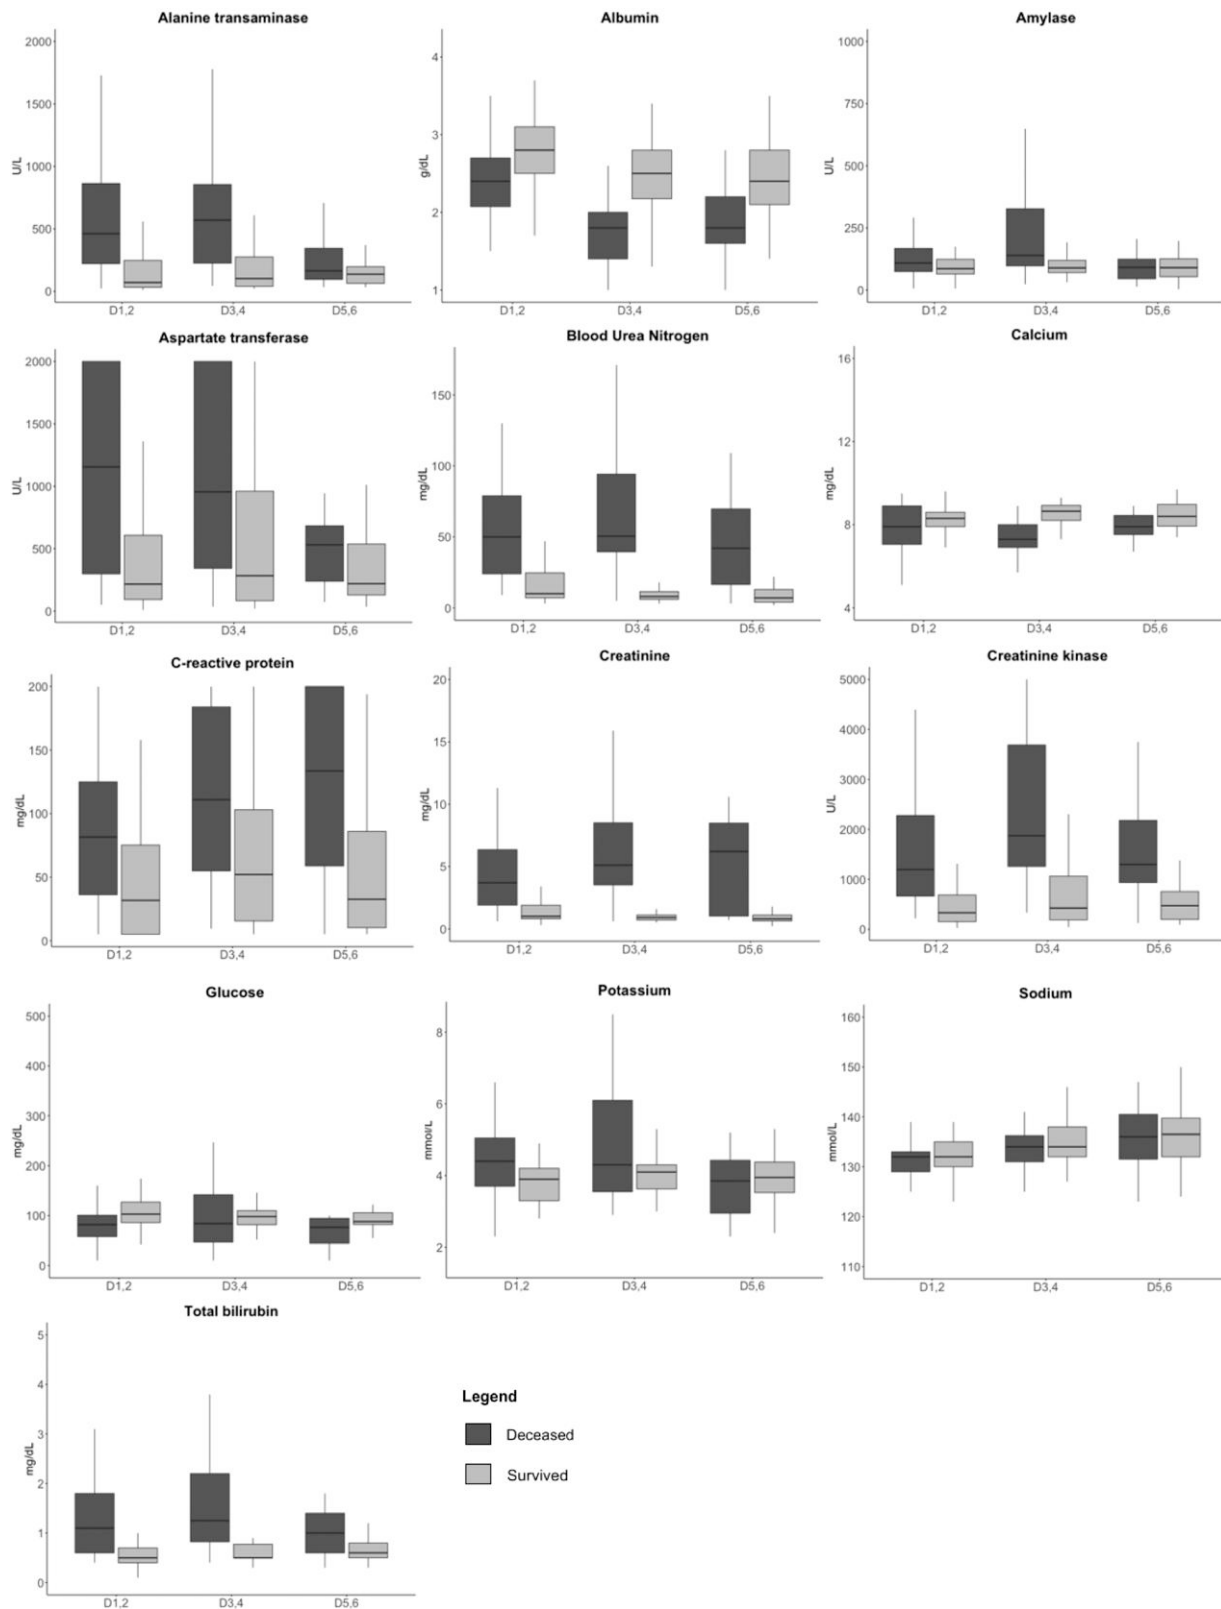 Alanine transaminase
2000
1500
1000
500
0
U/L
D1,2 D3,4 D5,6
Albumin
4
3
2
1
g/dL
D1,2 D3,4 D5,6
Amylase
1000
750
500
250
0
U/L
D1,2 D3,4 D5,6
Aspartate transferase
2000
1500
1000
500
0
U/L
D1,2 D3,4 D5,6
Blood Urea Nitrogen
150
100
50
0
mg/dL
D1,2 D3,4 D5,6
Calcium
16
12
8
4
mg/dL
D1,2 D3,4 D5,6
C-reactive protein
200
150
100
50
0
mg/dL
D1,2 D3,4 D5,6
Creatinine
20
15
10
5
0
mg/dL
D1,2 D3,4 D5,6
Creatinine kinase
5000
4000
3000
2000
1000
0
U/L
D1,2 D3,4 D5,6
Glucose
500
400
300
200
100
0
mg/dL
D1,2 D3,4 D5,6
Potassium
8
6
4
2
mmol/L
D1,2 D3,4 D5,6
Sodium
160
150
140
130
120
110
mmol/L
D1,2 D3,4 D5,6
Total bilirubin
5
4
3
2
1
0
mg/dL
D1,2 D3,4 D5,6
Legend
Deceased
Survived